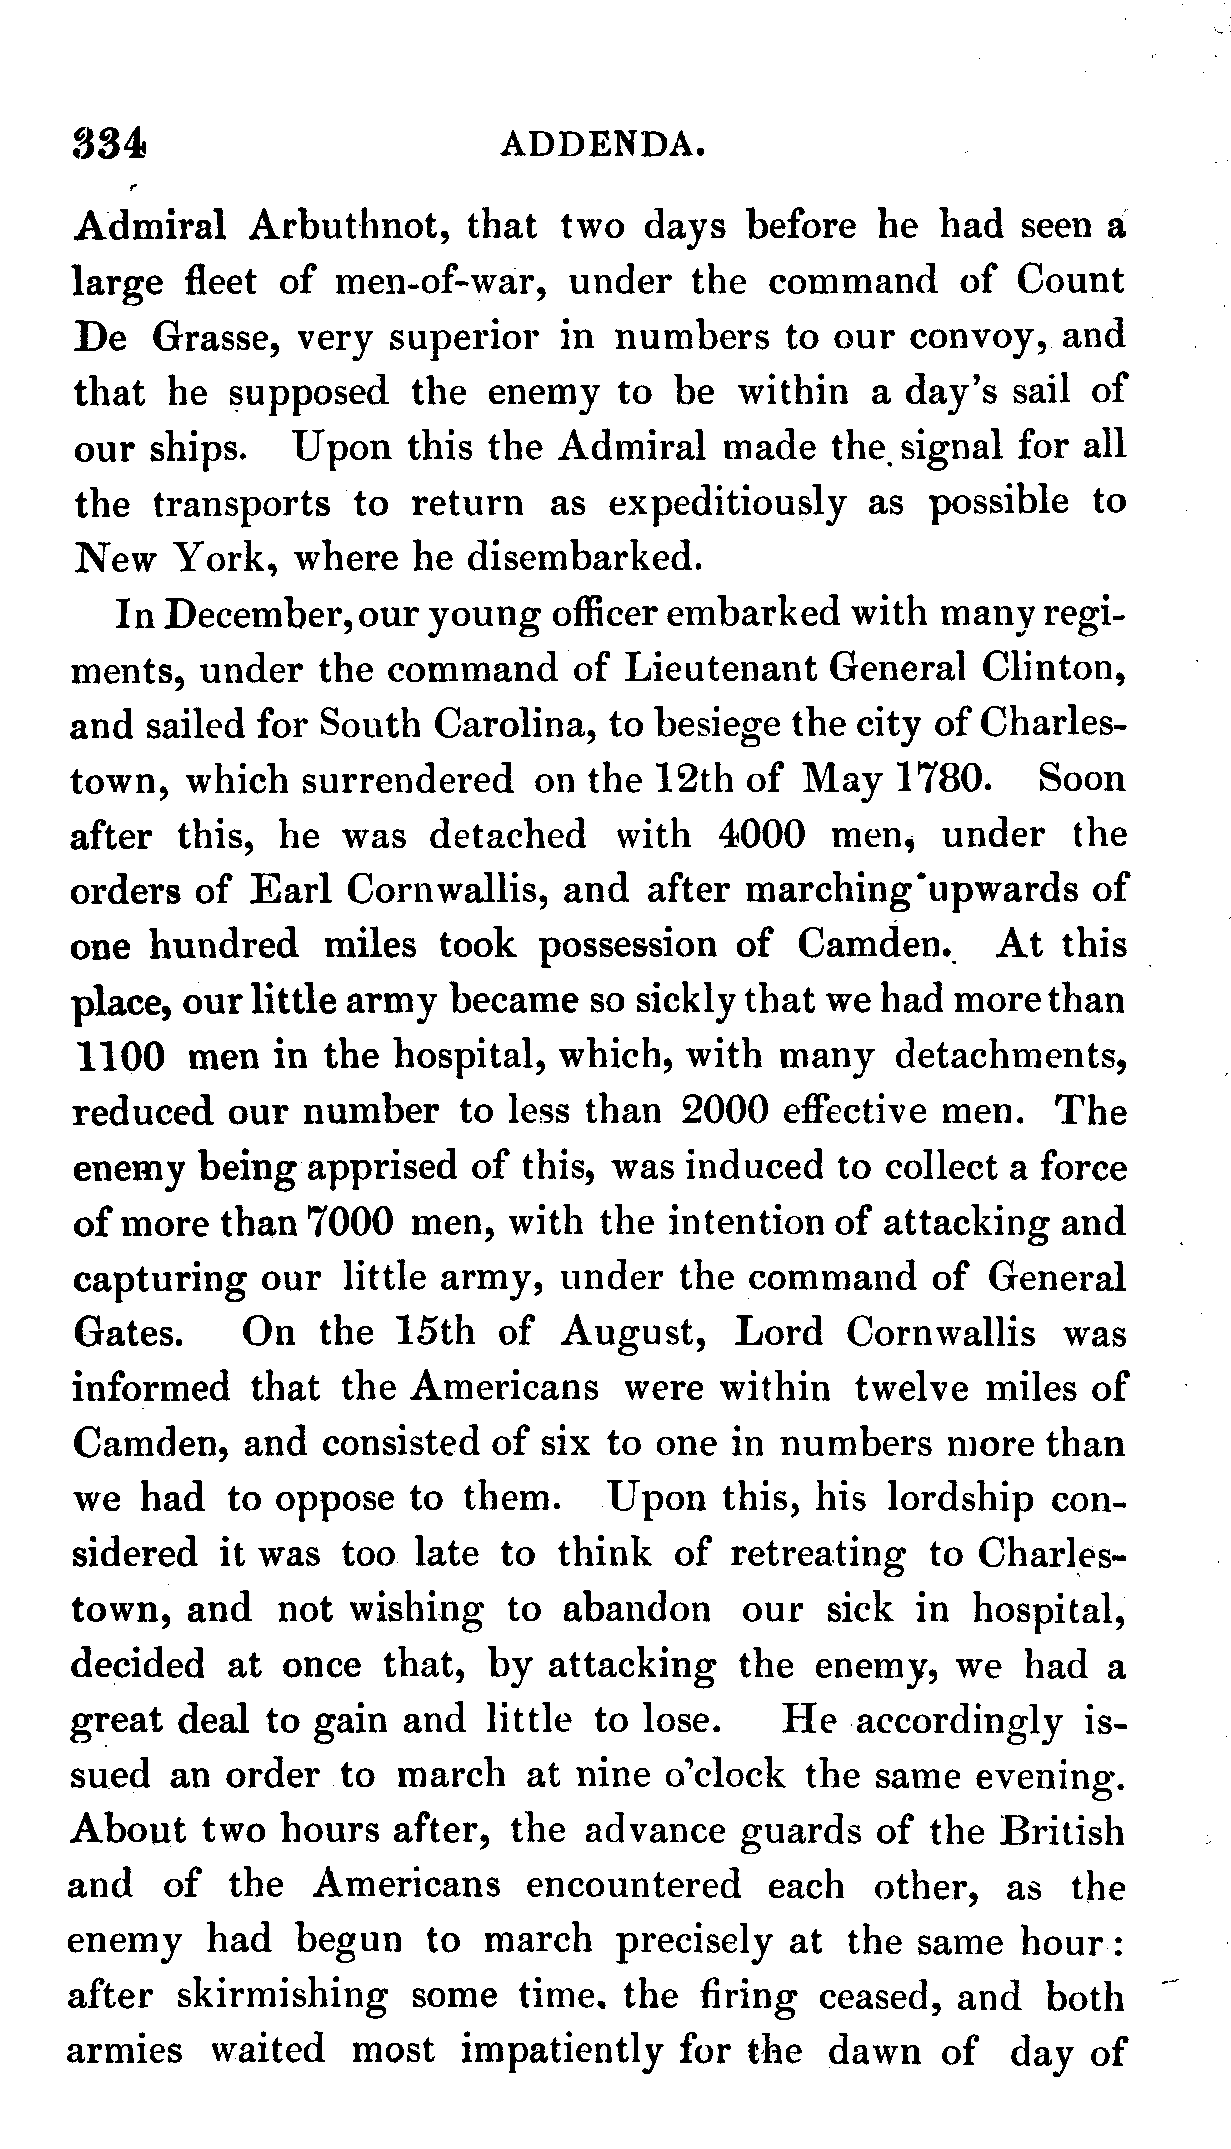 334 ADDENDA.
Admiral Arbuthnot, that two days before he had seen a
large fleet of men-of-war, under the command of Count
De Grasse, very superior in numbers to our convoy, and
that he supposed the enemy to be within a day's sail of
our ships. Upon this the Admiral made the signal for all
the transports to return as expeditiously as possible to
New York, where he disembarked.
In December, our young officer embarked with many regi-
ments, under the command of Lieutenant General Clinton,
and sailed for South Carolina, to besiege the city of Charles-
town, which surrendered on the 12th of May 1780. Soon
after this, he was detached with 4000 men, under the
orders of Earl Cornwallis, and after marching upwards of
one hundred miles took possession of Camden. At this
place, our little army became so sickly that we had more than
1100 men in the hospital, which, with many detachments,
reduced our number to less than 2000 effective men. The
enemy being apprised of this, was induced to collect a force
of more than 7000 men, with the intention of attacking and
capturing our little army, under the command of General
Gates. On the 15th of August, Lord Cornwallis was
informed that the Americans were within twelve miles of
Camden, and consisted of six to one in numbers more than
we had to oppose to them. Upon this, his lordship con-
sidered it was too late to think of retreating to Charles-
town, and not wishing to abandon our sick in hospital,
decided at once that, by attacking the enemy, we had a
great deal to gain and little to lose. He accordingly is-
sued an order to march at nine o'clock the same evening.
About two hours after, the advance guards of the British
and of the Americans encountered each other, as the
enemy had begun to march precisely at the same hour :
after skirmishing some time. the firing ceased, and both
armies waited most impatiently for the dawn of day of